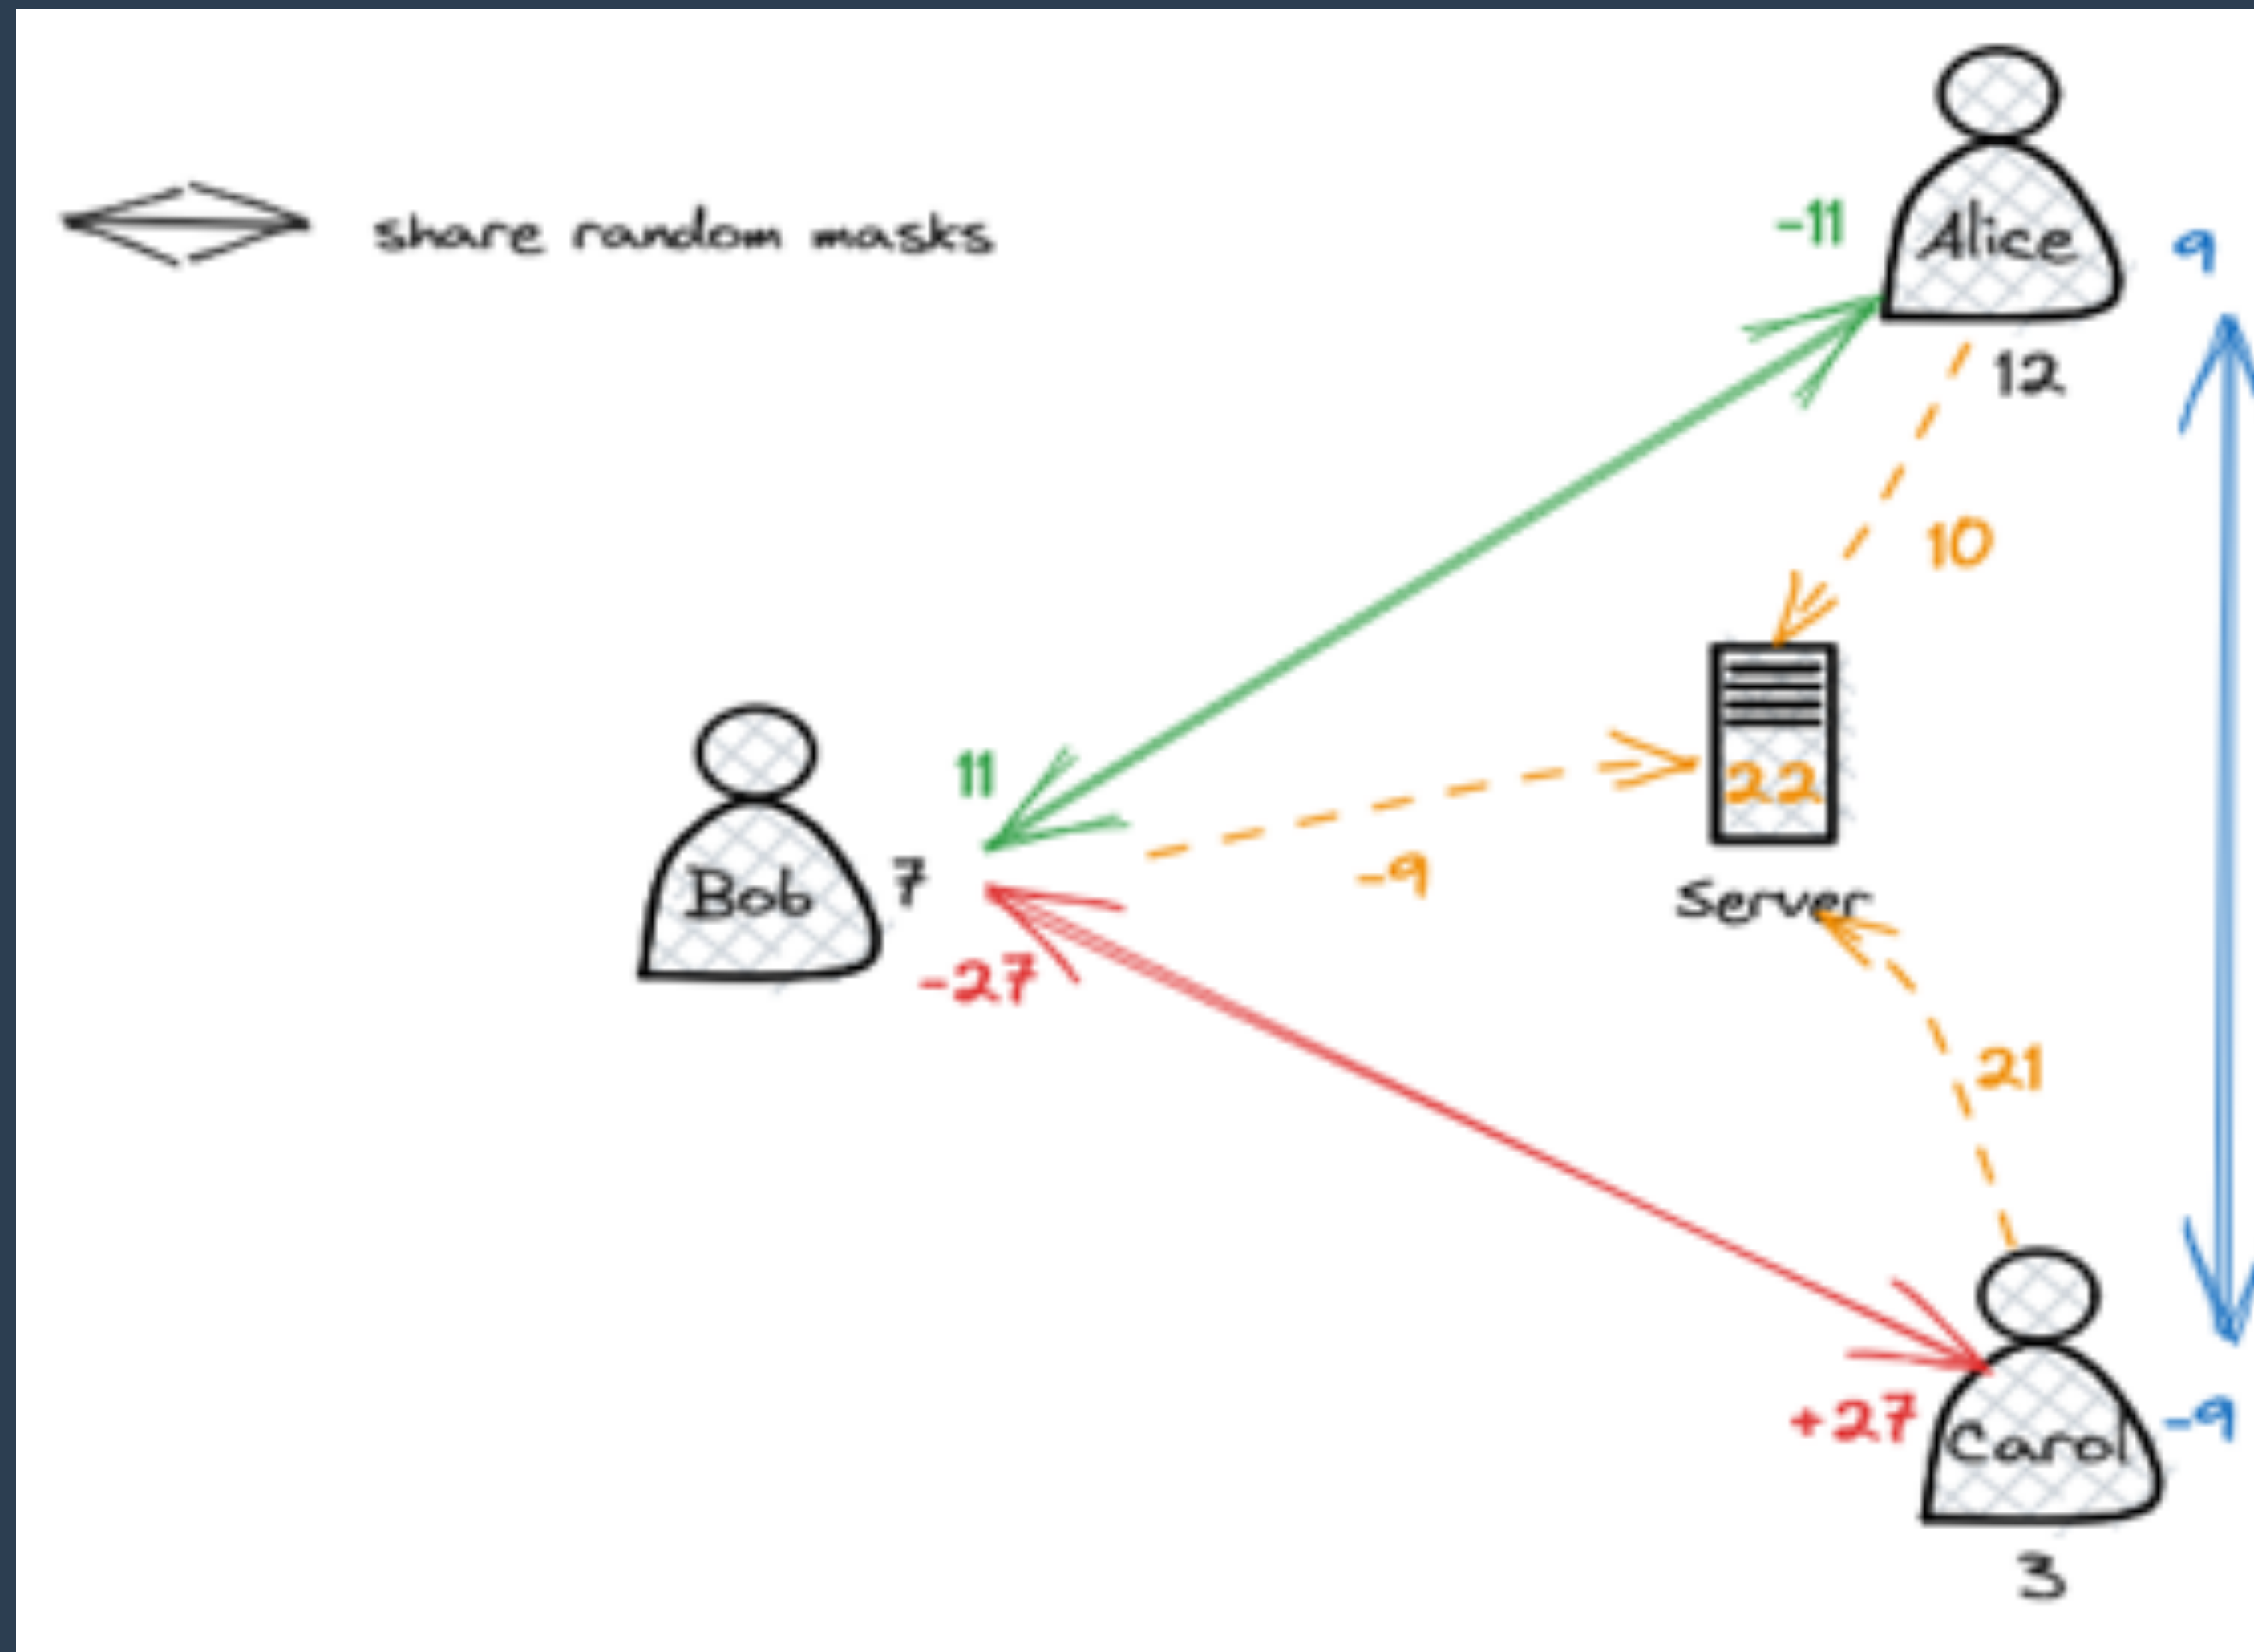 share random masks
-11
Alice
9
12
10
11
Bob
7
-27
-9
22
Server
21
+27
Carol
-9
3